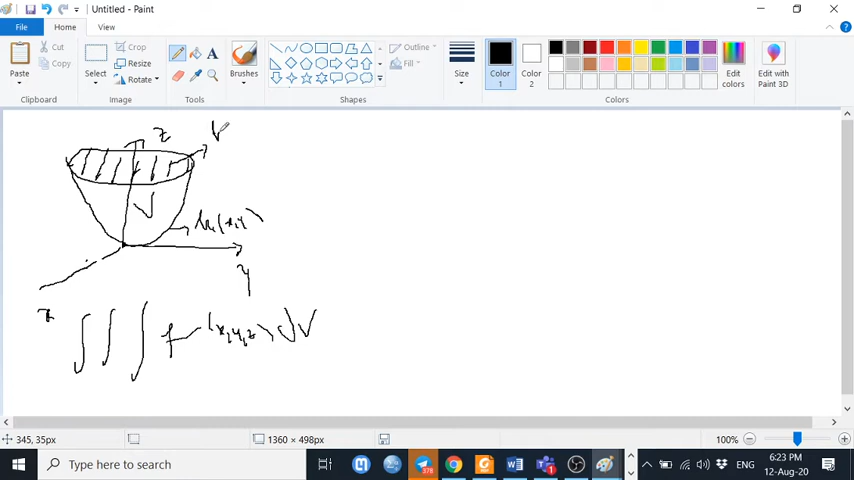 Untitled - Paint
File
Home
View
Paste
Cut
Copy
Clipboard
Select
Crop
Resize
Rotate
Image
Tools
Brushes
Shapes
Outline
Fill
Size
Color 1
Color 2
Edit colors
Colors
Edit with Paint 3D
z
V
y
x
∫∫∫ f(x,y,z) dV
345, 35px
1360 × 498px
100%
Type here to search
378
ENG
6:23 PM
12-Aug-20